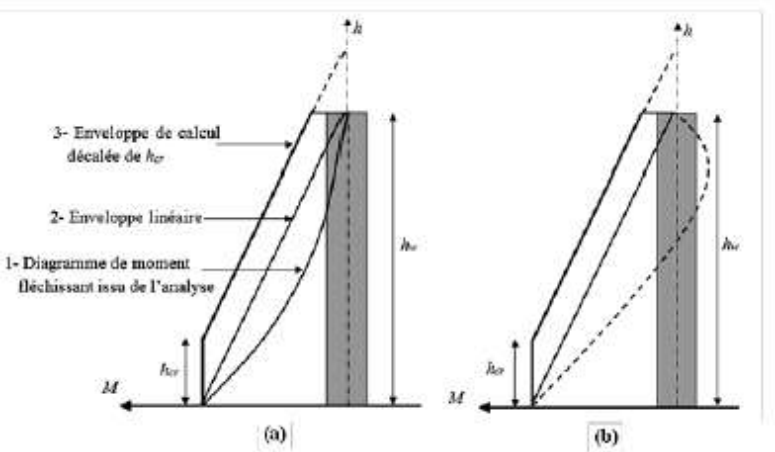 h
3- Enveloppe de calcul
décalée de hcr
2- Enveloppe linéaire
1- Diagramme de moment
fléchissant issu de l'analyse
hw
hcr
M
(a)
h
hw
hcr
M
(b)